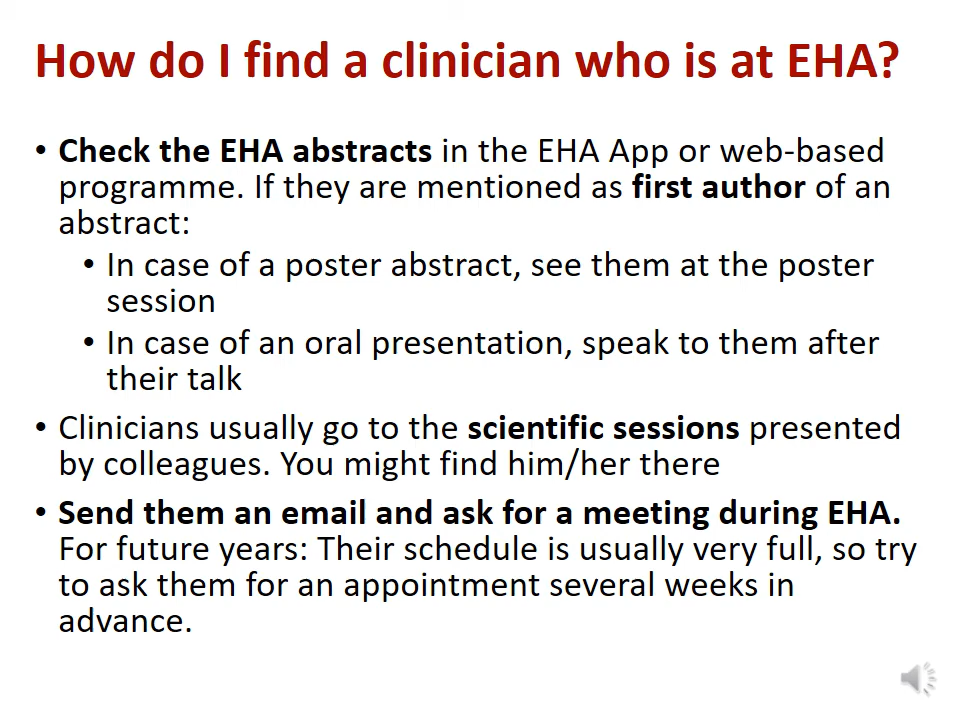 How do I find a clinician who is at EHA?
• Check the EHA abstracts in the EHA App or web-based
programme. If they are mentioned as first author of an
abstract:
• In case of a poster abstract, see them at the poster
session
• In case of an oral presentation, speak to them after
their talk
• Clinicians usually go to the scientific sessions presented
by colleagues. You might find him/her there
• Send them an email and ask for a meeting during EHA.
For future years: Their schedule is usually very full, so try
to ask them for an appointment several weeks in
advance.